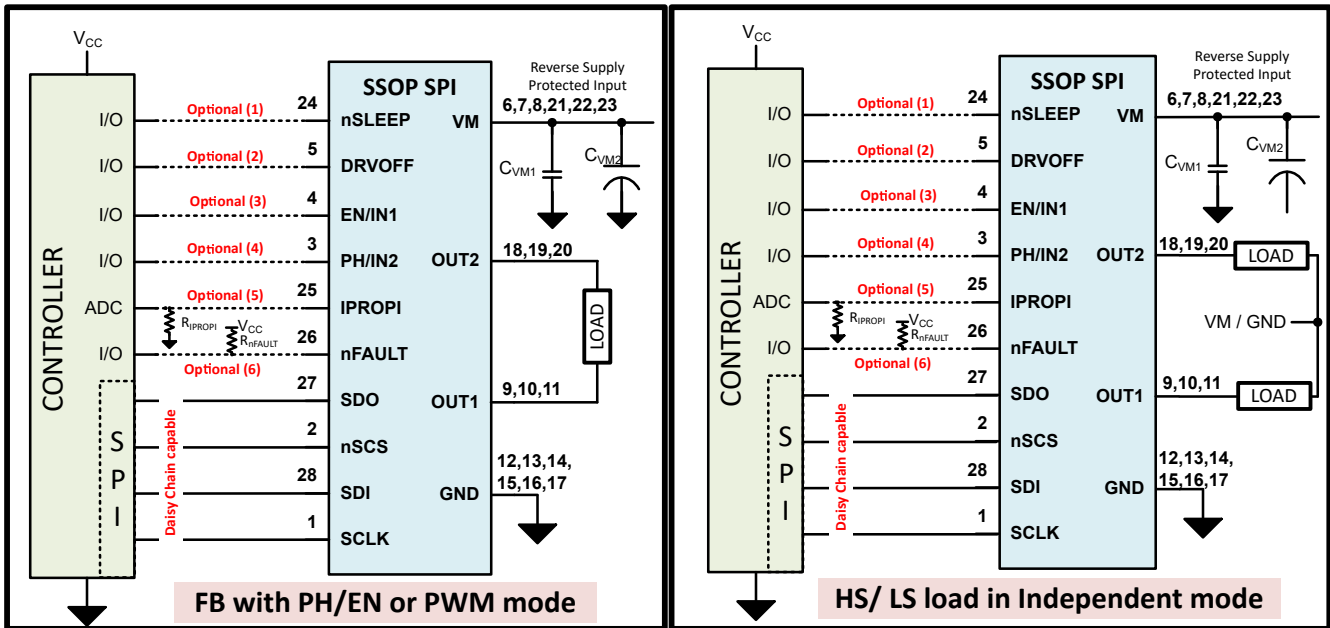 VCC
CONTROLLER
I/O
I/O
I/O
I/O
ADC
I/O
S
P
I
Optional (1)
Optional (2)
Optional (3)
Optional (4)
Optional (5)
RIPROPI
VCC
RnFAULT
Optional (6)
Daisy Chain capable
24
5
4
3
25
26
27
2
28
1
SSOP SPI
nSLEEP
DRVOFF
EN/IN1
PH/IN2
IPROPI
nFAULT
SDO
nSCS
SDI
SCLK
VM
OUT2
OUT1
GND
Reverse Supply
Protected Input
6,7,8,21,22,23
CVM1
CVM2
18,19,20
LOAD
9,10,11
12,13,14,
15,16,17
FB with PH/EN or PWM mode
VCC
CONTROLLER
I/O
I/O
I/O
I/O
ADC
I/O
S
P
I
Optional (1)
Optional (2)
Optional (3)
Optional (4)
Optional (5)
RIPROPI
VCC
RnFAULT
Optional (6)
Daisy Chain capable
24
5
4
3
25
26
27
2
28
1
SSOP SPI
nSLEEP
DRVOFF
EN/IN1
PH/IN2
IPROPI
nFAULT
SDO
nSCS
SDI
SCLK
VM
OUT2
OUT1
GND
Reverse Supply
Protected Input
6,7,8,21,22,23
CVM1
CVM2
18,19,20
LOAD
VM / GND
9,10,11
LOAD
12,13,14,
15,16,17
HS/ LS load in Independent mode